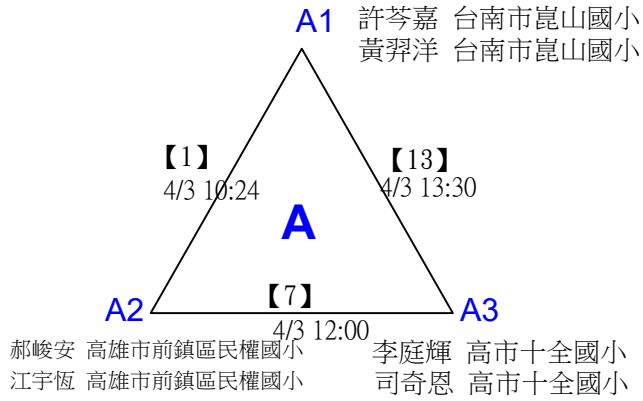 A1
許芩嘉 台南市崑山國小
黃羿洋 台南市崑山國小
【1】
4/3 10:24
【13】
4/3 13:30
A
A2
【7】
4/3 12:00
A3
郝峻安 高雄市前鎮區民權國小
江宇恆 高雄市前鎮區民權國小
李庭輝 高市十全國小
司奇恩 高市十全國小